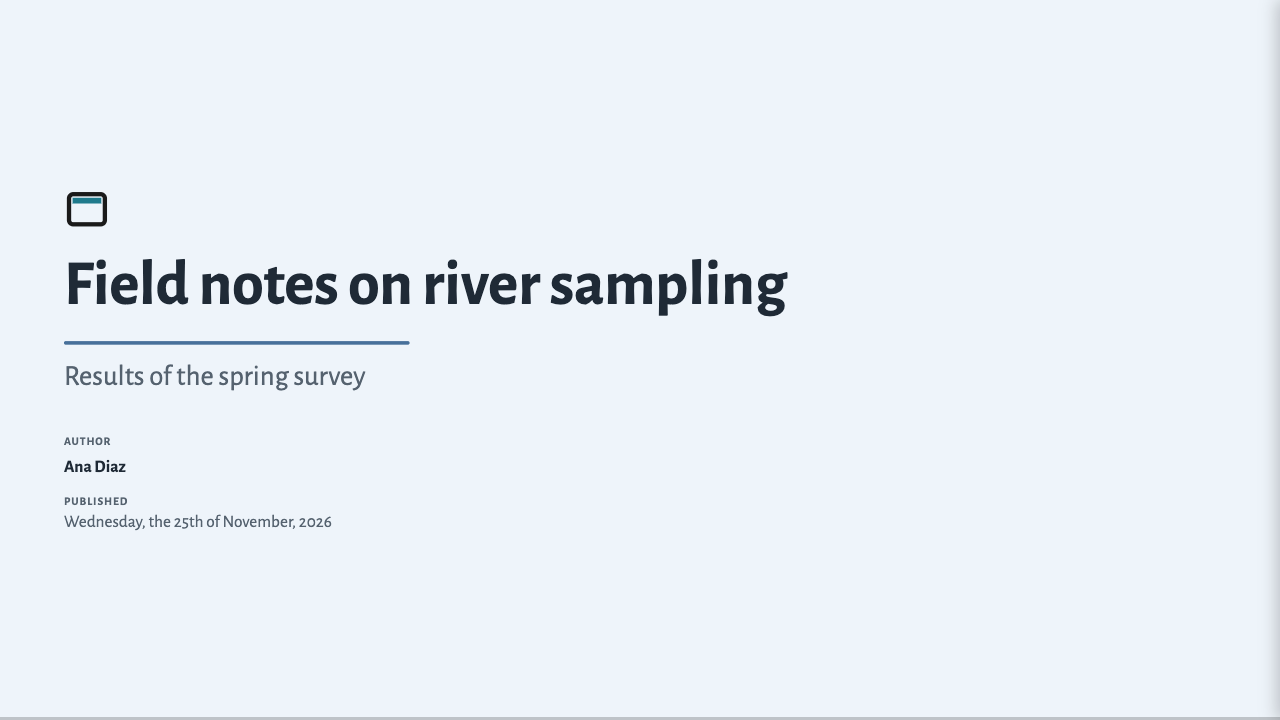 Field notes on river sampling
Results of the spring survey
AUTHOR
Ana Diaz
PUBLISHED
Wednesday, the 25th of November, 2026